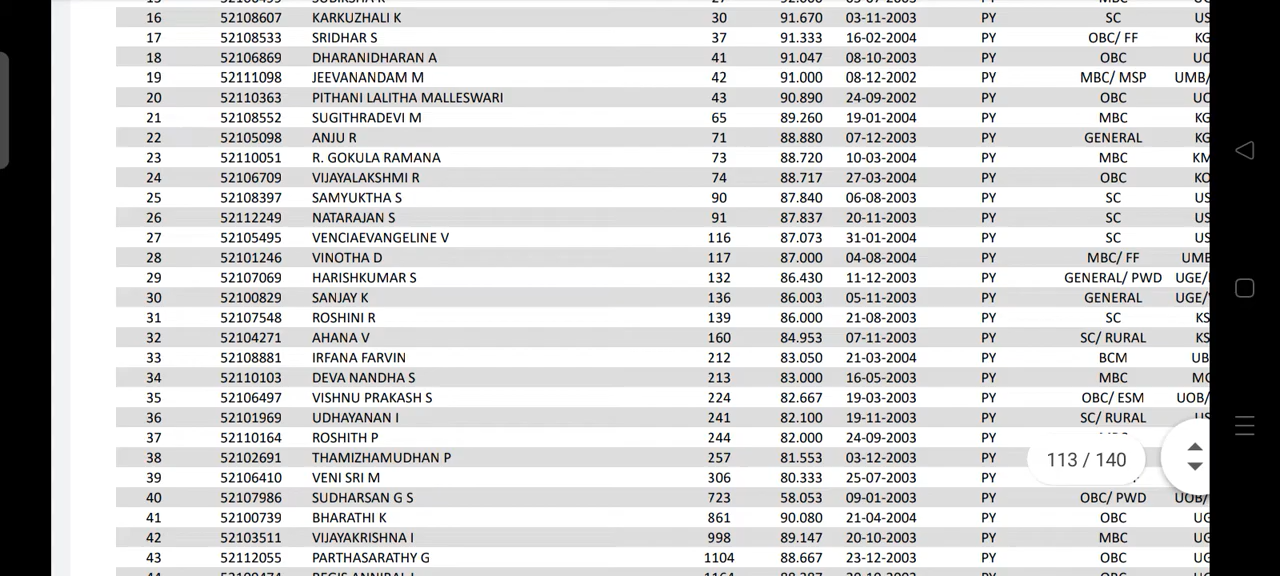 16 52108607 KARKUZHALI K 30 91.670 03-11-2003 PY SC US
17 52108533 SRIDHAR S 37 91.333 16-02-2004 PY OBC/ FF KG
18 52106869 DHARANIDHARAN A 41 91.047 08-10-2003 PY OBC UO
19 52111098 JEEVANANDAM M 42 91.000 08-12-2002 PY MBC/ MSP UMB/
20 52110363 PITHANI LALITHA MALLESWARI 43 90.890 24-09-2002 PY OBC UO
21 52108552 SUGITHRADEVI M 65 89.260 19-01-2004 PY MBC KG
22 52105098 ANJU R 71 88.880 07-12-2003 PY GENERAL KG
23 52110051 R. GOKULA RAMANA 73 88.720 10-03-2004 PY MBC KM
24 52106709 VIJAYALAKSHMI R 74 88.717 27-03-2004 PY OBC KO
25 52108397 SAMYUKTHA S 90 87.840 06-08-2003 PY SC US
26 52112249 NATARAJAN S 91 87.837 20-11-2003 PY SC US
27 52105495 VENCIAEVANGELINE V 116 87.073 31-01-2004 PY SC US
28 52101246 VINOTHA D 117 87.000 04-08-2004 PY MBC/ FF UMB
29 52107069 HARISHKUMAR S 132 86.430 11-12-2003 PY GENERAL/ PWD UGE/
30 52100829 SANJAY K 136 86.003 05-11-2003 PY GENERAL UGE/
31 52107548 ROSHINI R 139 86.000 21-08-2003 PY SC KS
32 52104271 AHANA V 160 84.953 07-11-2003 PY SC/ RURAL KS
33 52108881 IRFANA FARVIN 212 83.050 21-03-2004 PY BCM UB
34 52110103 DEVA NANDHA S 213 83.000 16-05-2003 PY MBC
35 52106497 VISHNU PRAKASH S 224 82.667 19-03-2003 PY OBC/ ESM UOB/
36 52101969 UDHAYANAN I 241 82.100 19-11-2003 PY SC/ RURAL US
37 52110164 ROSHITH P 244 82.000 24-09-2003 PY
38 52102691 THAMIZHAMUDHAN P 257 81.553 03-12-2003 PY
113 / 140
39 52106410 VENI SRI M 306 80.333 25-07-2003 PY
40 52107986 SUDHARSAN G S 723 58.053 09-01-2003 PY OBC/ PWD UOB/
41 52100739 BHARATHI K 861 90.080 21-04-2004 PY OBC UG
42 52103511 VIJAYAKRISHNA I 998 89.147 20-10-2003 PY MBC UG
43 52112055 PARTHASARATHY G 1104 88.667 23-12-2003 PY OBC UG